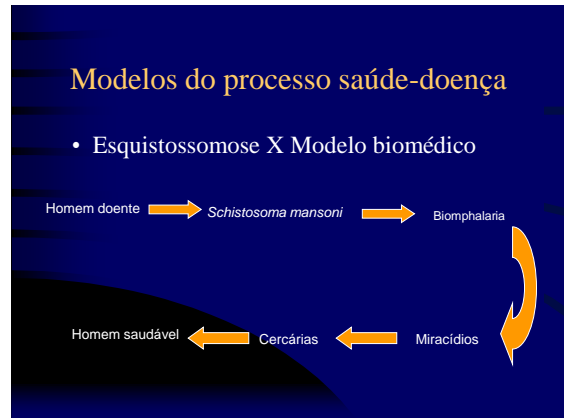 Modelos do processo saúde-doença
• Esquistossomose X Modelo biomédico
Homem doente Schistosoma mansoni Biomphalaria
Homem saudável Cercárias Miracídios